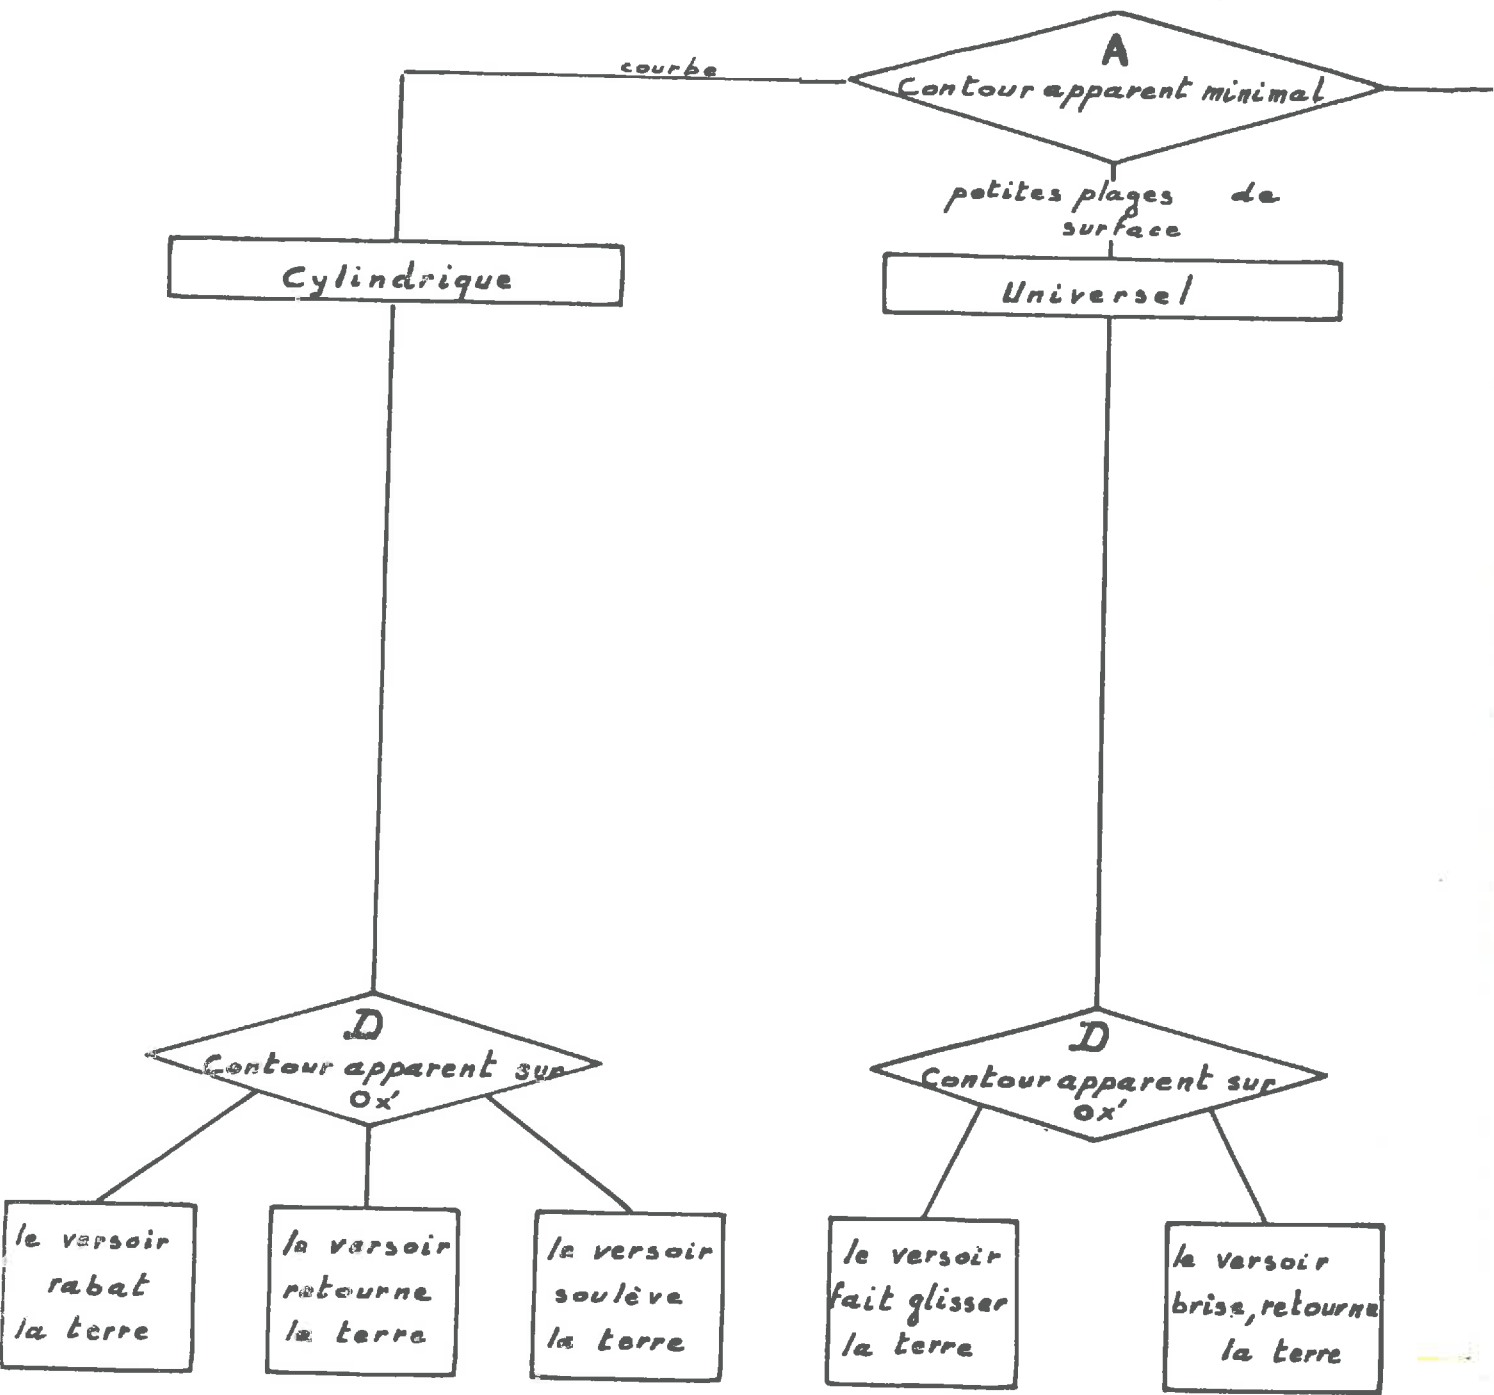 A
Contour apparent minimal
courbe
petites plages de
surface
Cylindrique
Universel
D
Contour apparent sur
Ox'
D
Contour apparent sur
Ox'
le versoir
rabat
la terre
le versoir
retourne
la terre
le versoir
soulève
la terre
le versoir
fait glisser
la terre
le versoir
brise, retourne
la terre